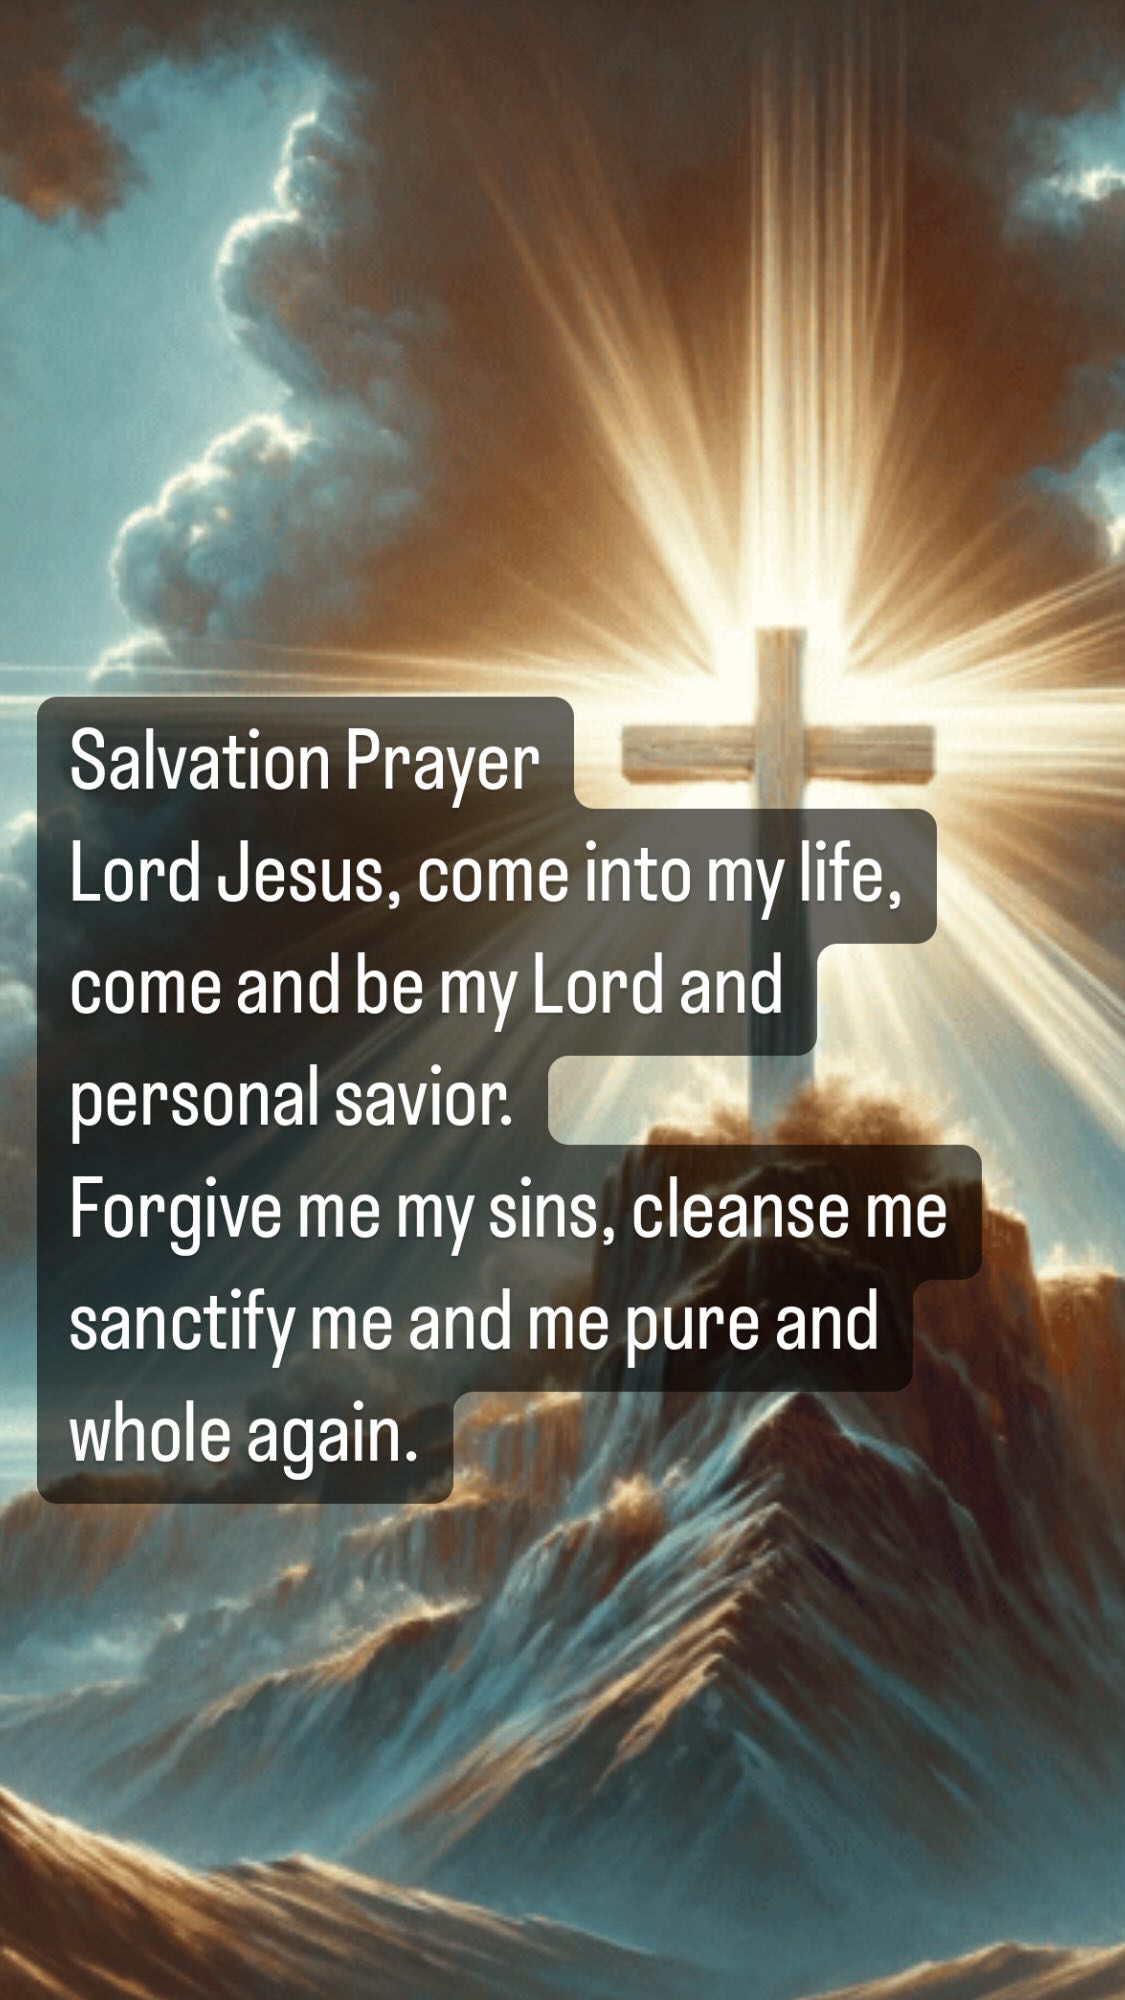 Salvation Prayer
Lord Jesus, come into my life,
come and be my Lord and
personal savior.
Forgive me my sins, cleanse me
sanctify me and me pure and
whole again.